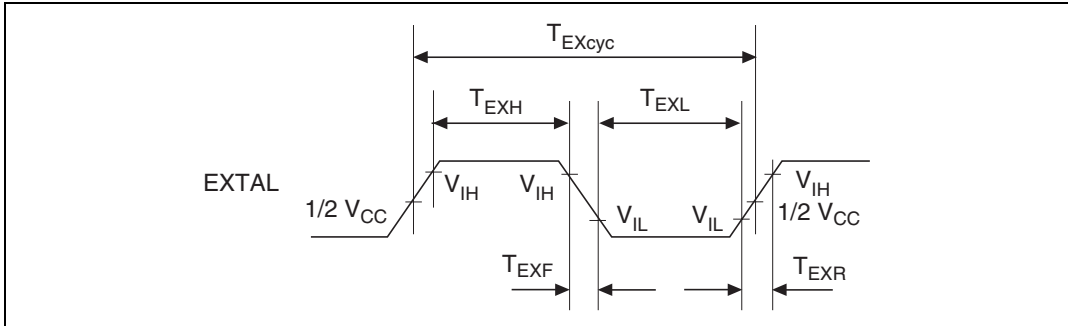 TEXcyc
TEXH TEXL
EXTAL
VIH VIH VIH
1/2 VCC VIL VIL 1/2 VCC
TEXF TEXR